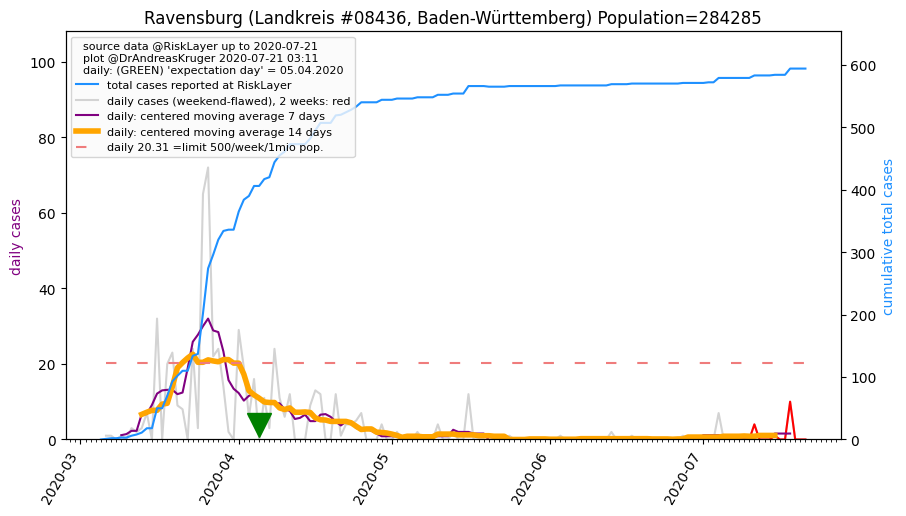 Ravensburg (Landkreis #08436, Baden-Württemberg) Population=284285
source data @RiskLayer up to 2020-07-21
plot @DrAndreasKruger 2020-07-21 03:11
daily: (GREEN) 'expectation day' = 05.04.2020
total cases reported at RiskLayer
daily cases (weekend-flawed), 2 weeks: red
daily: centered moving average 7 days
daily: centered moving average 14 days
daily 20.31 =limit 500/week/1mio pop.
daily cases
100
80
60
40
20
0
cumulative total cases
600
500
400
300
200
100
0
2020-03
2020-04
2020-05
2020-06
2020-07